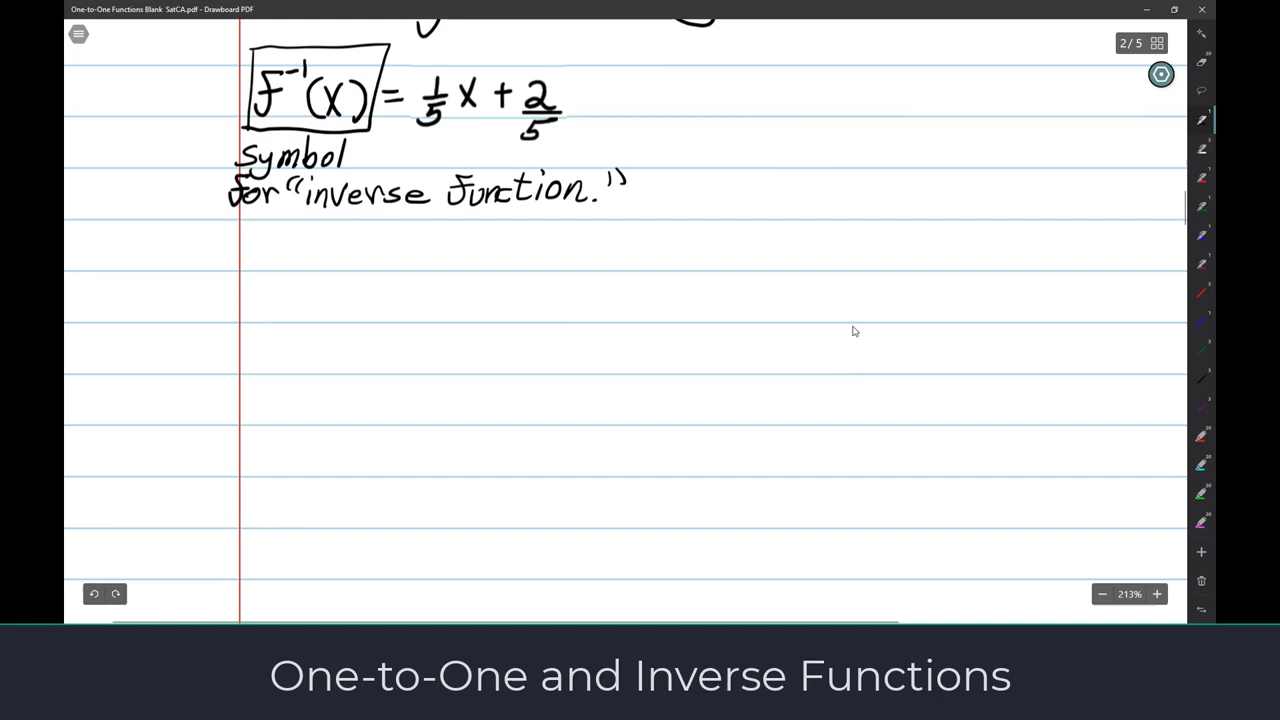 One-to-One Functions Blank SatCA.pdf - Drawboard PDF
2/5
F⁻¹(x) = 1/5 x + 2/5
Symbol
for "inverse function."
213%
One-to-One and Inverse Functions